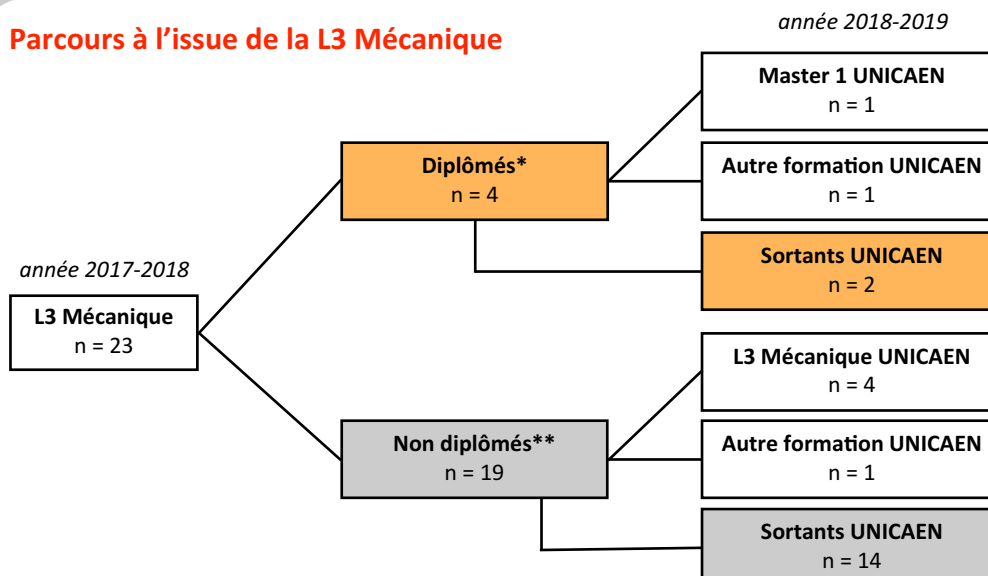 Parcours à l'issue de la L3 Mécanique
année 2018-2019
Master 1 UNICAEN
n = 1
Diplômés*
n = 4
Autre formation UNICAEN
n = 1
Sortants UNICAEN
n = 2
année 2017-2018
L3 Mécanique
n = 23
L3 Mécanique UNICAEN
n = 4
Non diplômés**
n = 19
Autre formation UNICAEN
n = 1
Sortants UNICAEN
n = 14